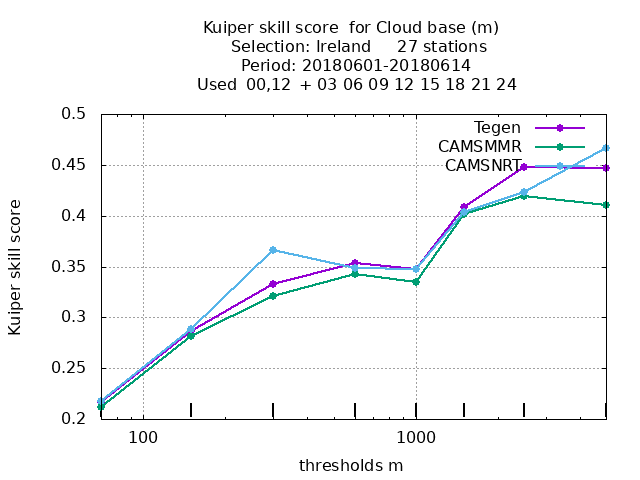 Kuiper skill score  for Cloud base (m)
Selection: Ireland     27 stations
Period: 20180601-20180614
Used  00,12  + 03 06 09 12 15 18 21 24
Tegen
CAMSMMR
CAMSNRT
0.5
0.45
0.4
0.35
0.3
0.25
0.2
Kuiper skill score
100 1000
thresholds m